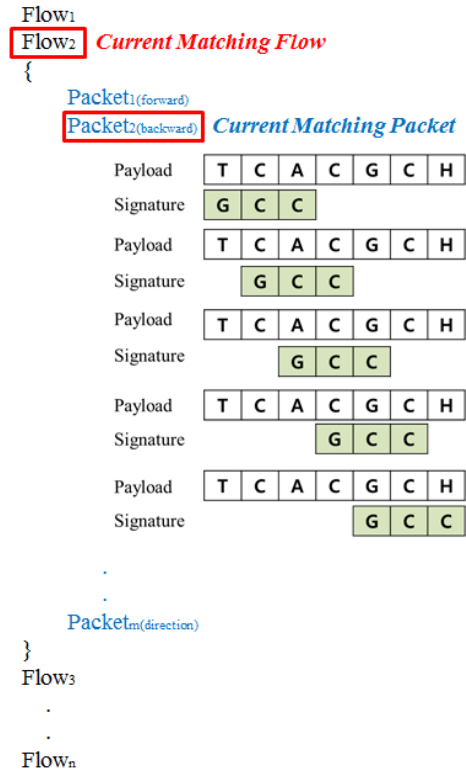 Flow1
Flow2 Current Matching Flow
{
Packet1(forward)
Packet2(backward) Current Matching Packet
Payload T C A C G C H
Signature G C C
Payload T C A C G C H
Signature G C C
Payload T C A C G C H
Signature G C C
Payload T C A C G C H
Signature G C C
Payload T C A C G C H
Signature G C C
.
.
Packetm(direction)
}
Flow3
.
.
Flown